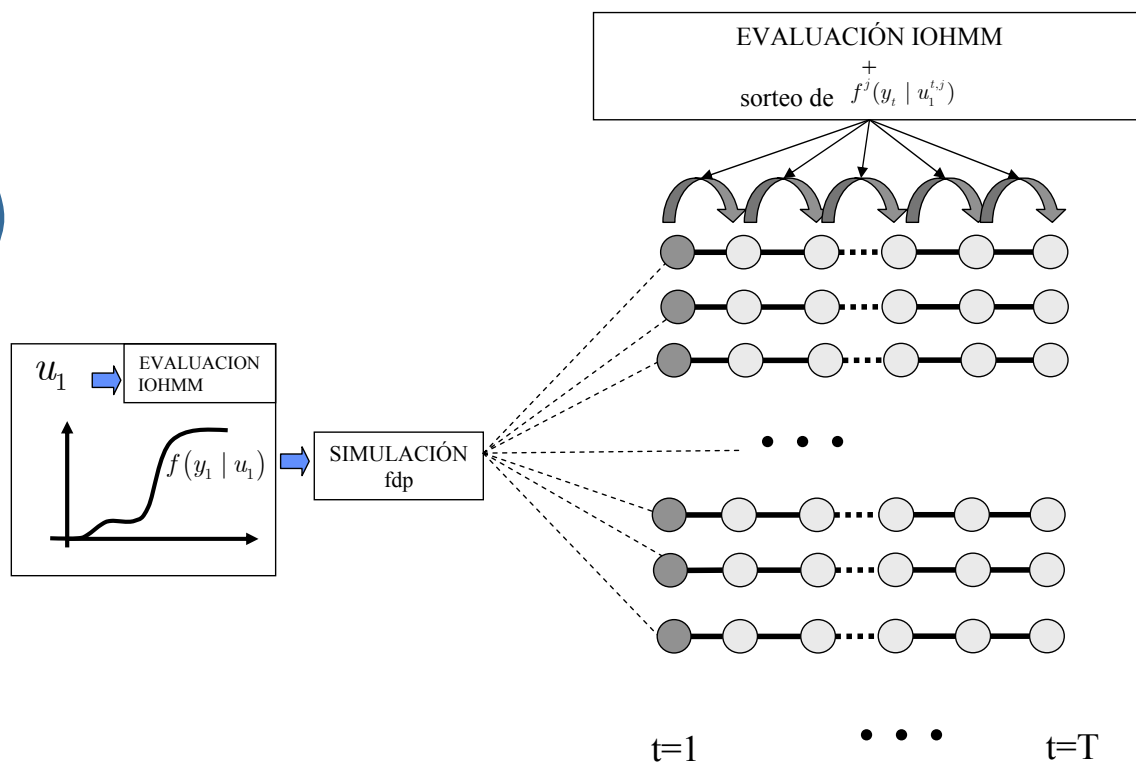 EVALUACIÓN IOHMM
+
sorteo de f^j(y_t | u_1^{t,j})
u_1
EVALUACION
IOHMM
f(y_1 | u_1)
SIMULACIÓN
fdp
• • •
t=1 • • • t=T